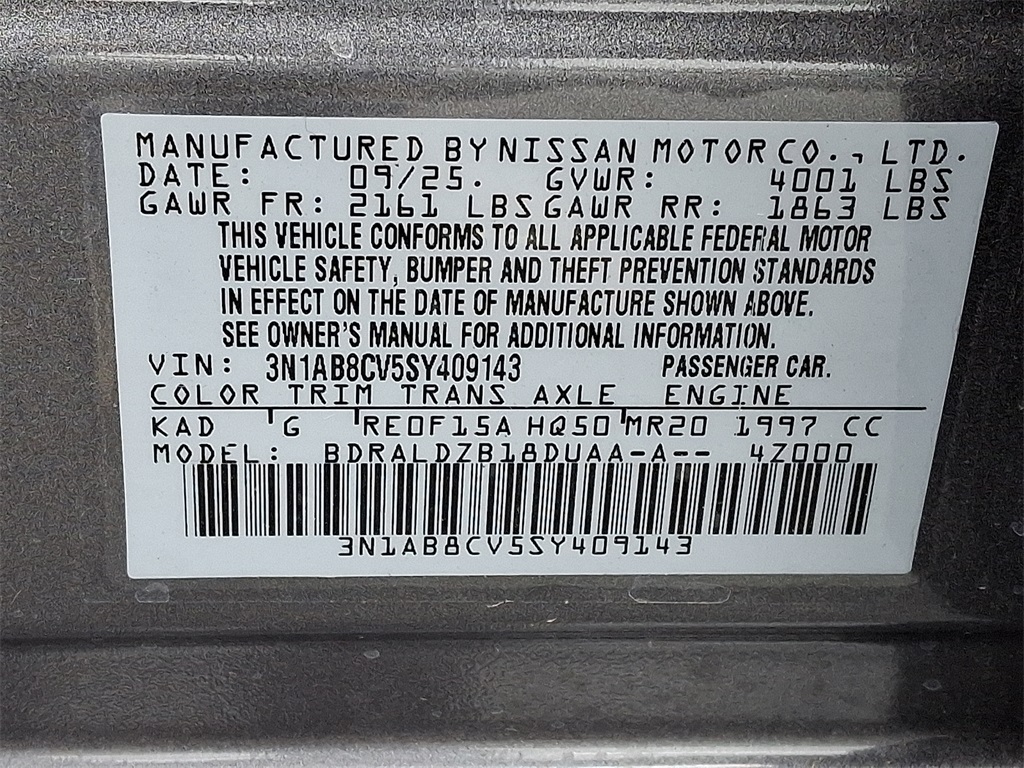 MANUFACTURED BY NISSAN MOTOR CO., LTD.
DATE: 09/25. GVWR: 4001 LBS
GAWR FR: 2161 LBS GAWR RR: 1863 LBS
THIS VEHICLE CONFORMS TO ALL APPLICABLE FEDERAL MOTOR
VEHICLE SAFETY, BUMPER AND THEFT PREVENTION STANDARDS
IN EFFECT ON THE DATE OF MANUFACTURE SHOWN ABOVE.
SEE OWNER'S MANUAL FOR ADDITIONAL INFORMATION.
VIN: 3N1AB8CV5SY409143 PASSENGER CAR.
COLOR TRIM TRANS AXLE ENGINE
KAD G RE0F15A HQ50 MR20 1997 CC
MODEL: BDRALDZB18DUAA-A-- 4Z000
3N1AB8CV5SY409143